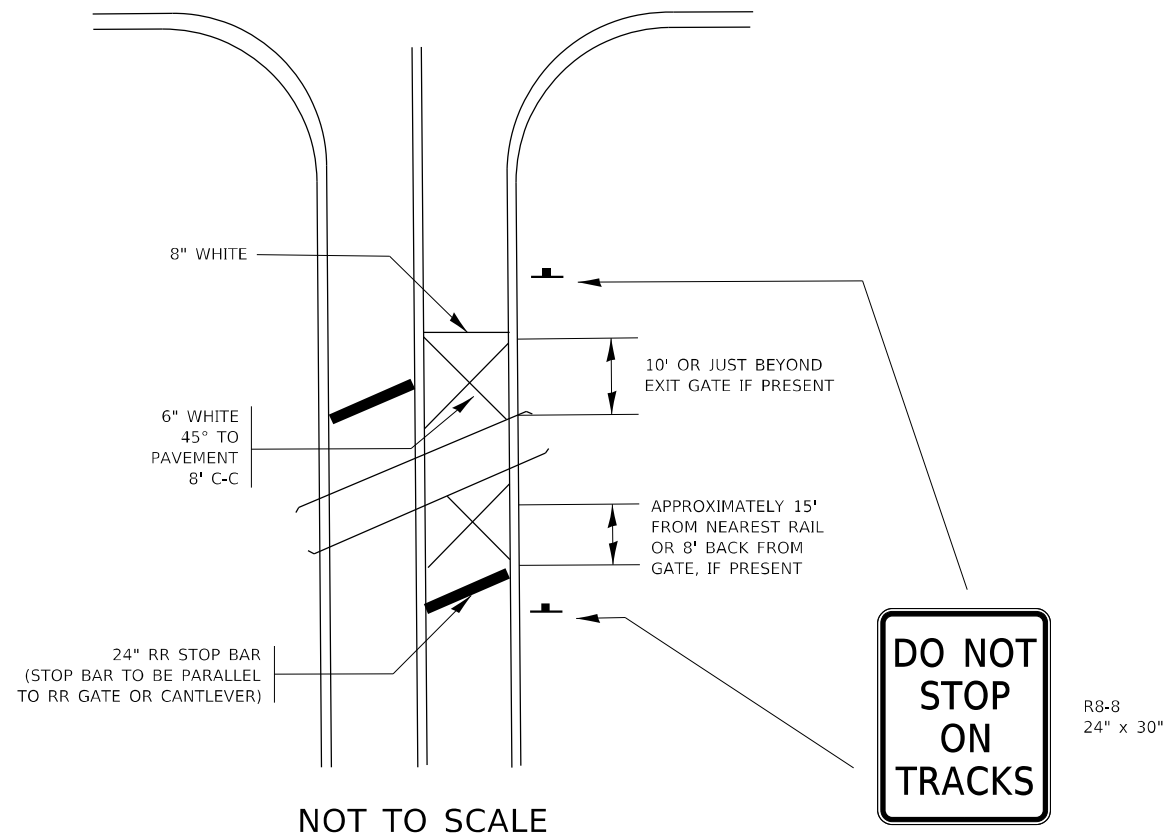 8" WHITE
10' OR JUST BEYOND
EXIT GATE IF PRESENT
6" WHITE
45° TO
PAVEMENT
8' C-C
APPROXIMATELY 15'
FROM NEAREST RAIL
OR 8' BACK FROM
GATE, IF PRESENT
24" RR STOP BAR
(STOP BAR TO BE PARALLEL
TO RR GATE OR CANTLEVER)
DO NOT
STOP
ON
TRACKS
R8-8
24" x 30"
NOT TO SCALE